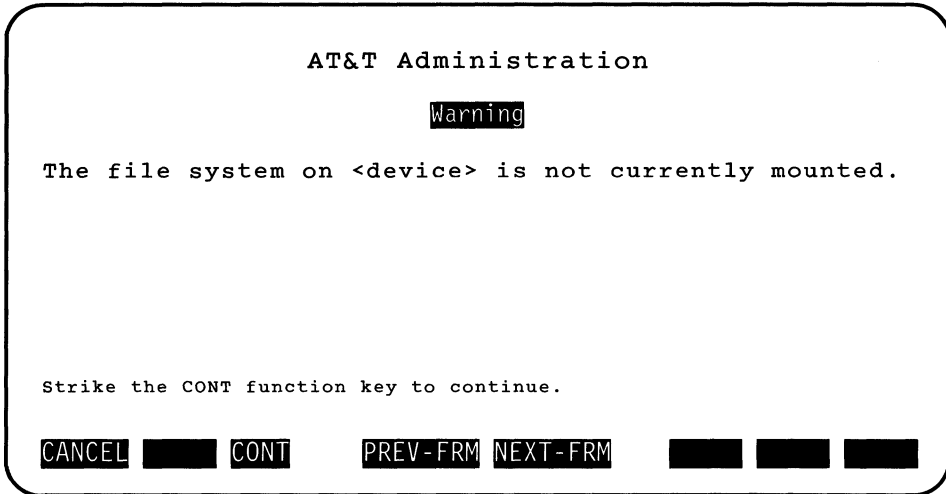 AT&T Administration
Warning
The file system on <device> is not currently mounted.
Strike the CONT function key to continue.
CANCEL CONT PREV-FRM NEXT-FRM